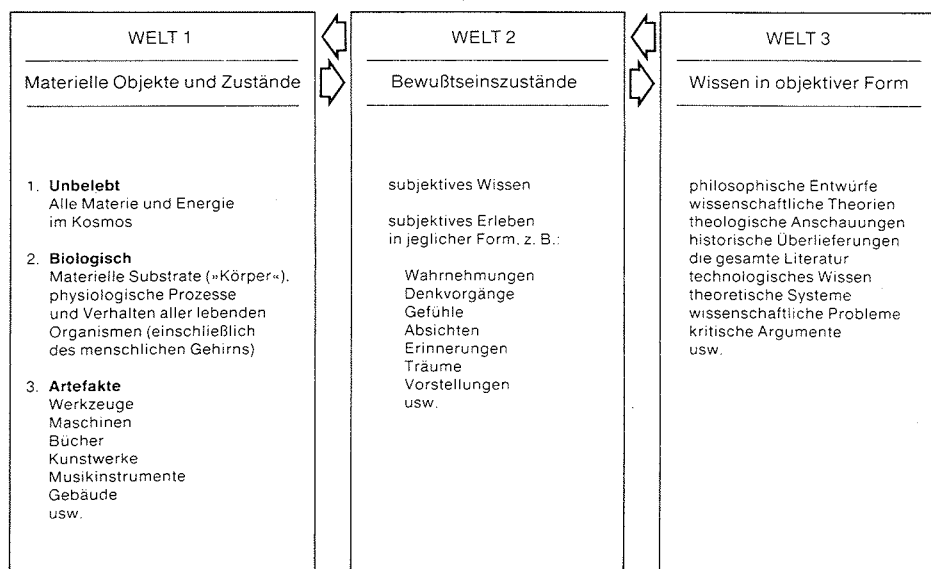 WELT 1
Materielle Objekte und Zustände
1. Unbelebt
Alle Materie und Energie
im Kosmos
2. Biologisch
Materielle Substrate (»Körper«),
physiologische Prozesse
und Verhalten aller lebenden
Organismen (einschließlich
des menschlichen Gehirns)
3. Artefakte
Werkzeuge
Maschinen
Bücher
Kunstwerke
Musikinstrumente
Gebäude
usw.
WELT 2
Bewußtseinszustände
subjektives Wissen
subjektives Erleben
in jeglicher Form, z. B.:
Wahrnehmungen
Denkvorgänge
Gefühle
Absichten
Erinnerungen
Träume
Vorstellungen
usw.
WELT 3
Wissen in objektiver Form
philosophische Entwürfe
wissenschaftliche Theorien
theologische Anschauungen
historische Überlieferungen
die gesamte Literatur
technologisches Wissen
theoretische Systeme
wissenschaftliche Probleme
kritische Argumente
usw.